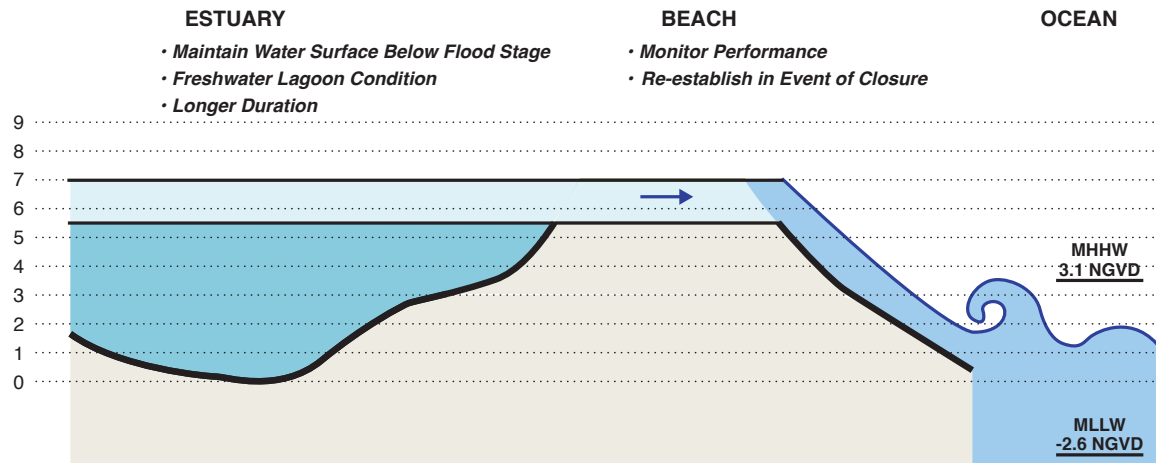 ESTUARY
BEACH
OCEAN
• Maintain Water Surface Below Flood Stage
• Monitor Performance
• Freshwater Lagoon Condition
• Re-establish in Event of Closure
• Longer Duration
9
8
7
6
5
4
3
2
1
0
MHHW
3.1 NGVD
MLLW
-2.6 NGVD